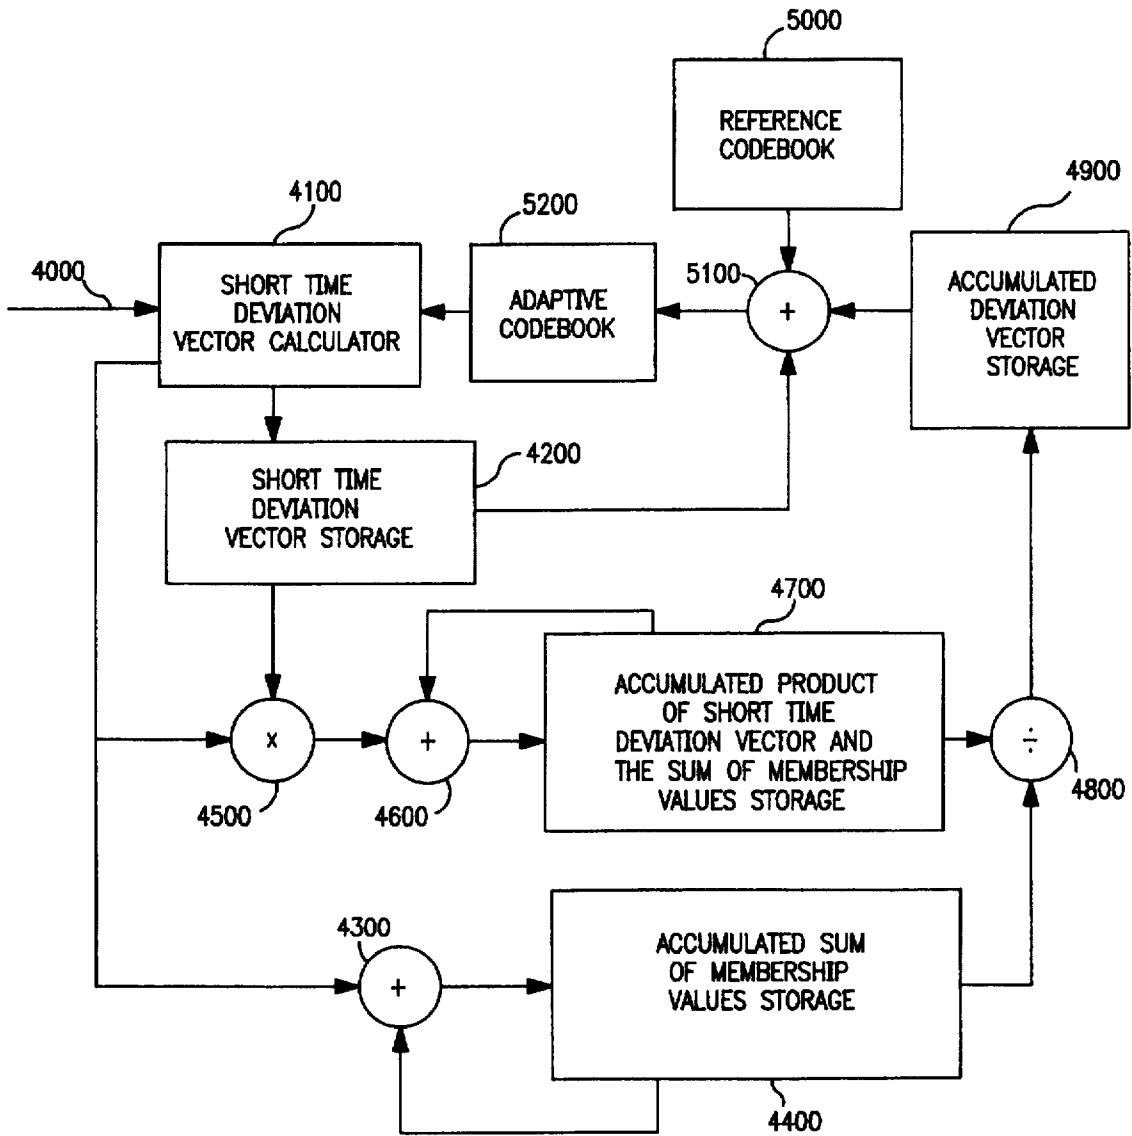 5000
REFERENCE
CODEBOOK
4900
4100
5200
4000
5100
SHORT TIME
DEVIATION
VECTOR CALCULATOR
ADAPTIVE
CODEBOOK
+
ACCUMULATED
DEVIATION
VECTOR
STORAGE
4200
SHORT TIME
DEVIATION
VECTOR STORAGE
4700
x
+
ACCUMULATED PRODUCT
OF SHORT TIME
DEVIATION VECTOR AND
THE SUM OF MEMBERSHIP
VALUES STORAGE
÷
4500
4600
4800
4300
+
ACCUMULATED SUM
OF MEMBERSHIP
VALUES STORAGE
4400